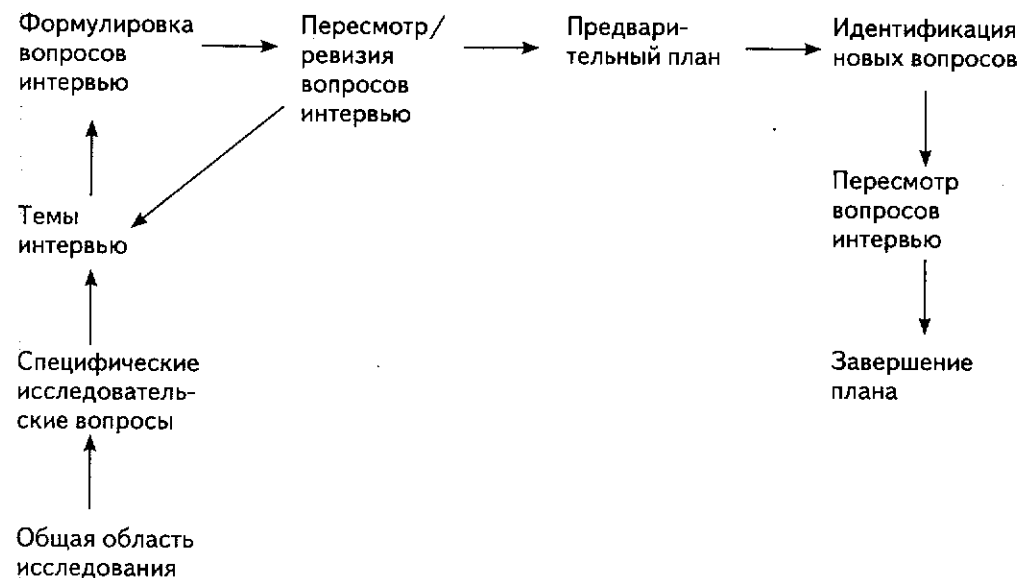 Формулировка
вопросов
интервью
Пересмотр/
ревизия
вопросов
интервью
Предвари-
тельный план
Идентификация
новых вопросов
Пересмотр
вопросов
интервью
Завершение
плана
Темы
интервью
Специфические
исследователь-
ские вопросы
Общая область
исследования